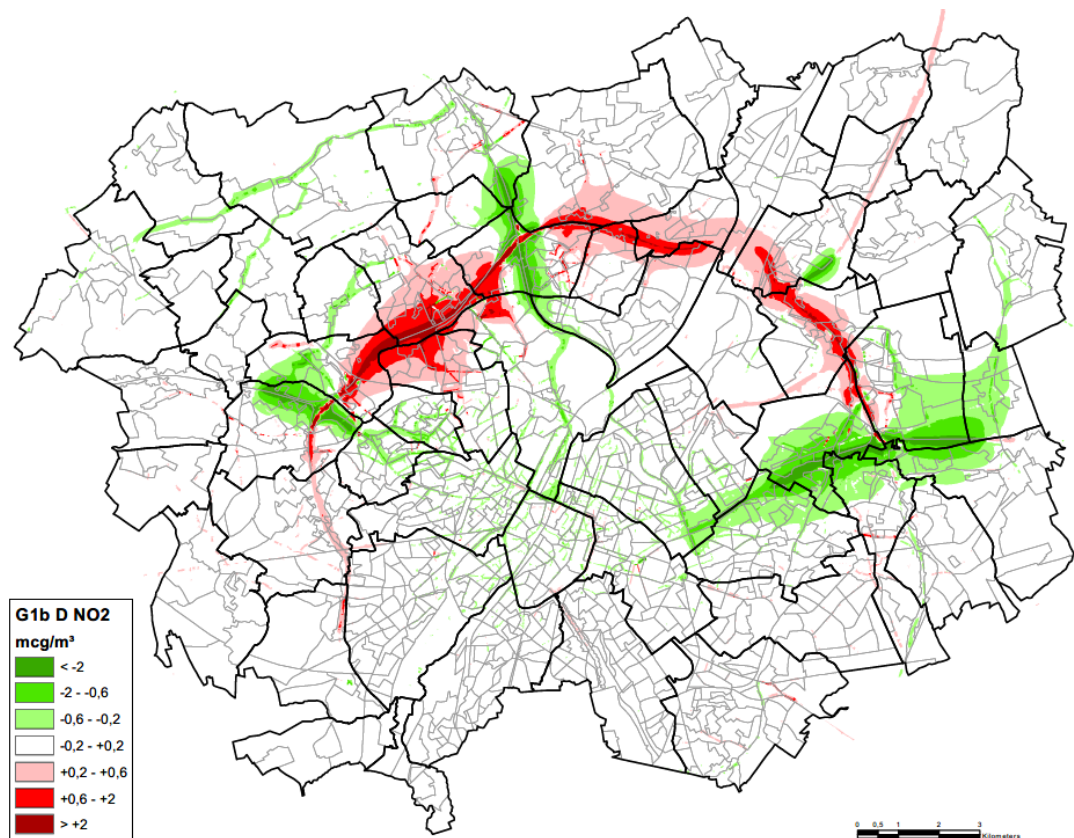 G1b D NO2
mcg/m³
< -2
-2 - -0,6
-0,6 - -0,2
-0,2 - +0,2
+0,2 - +0,6
+0,6 - +2
> +2
0 0,5 1 2 3
Kilometers